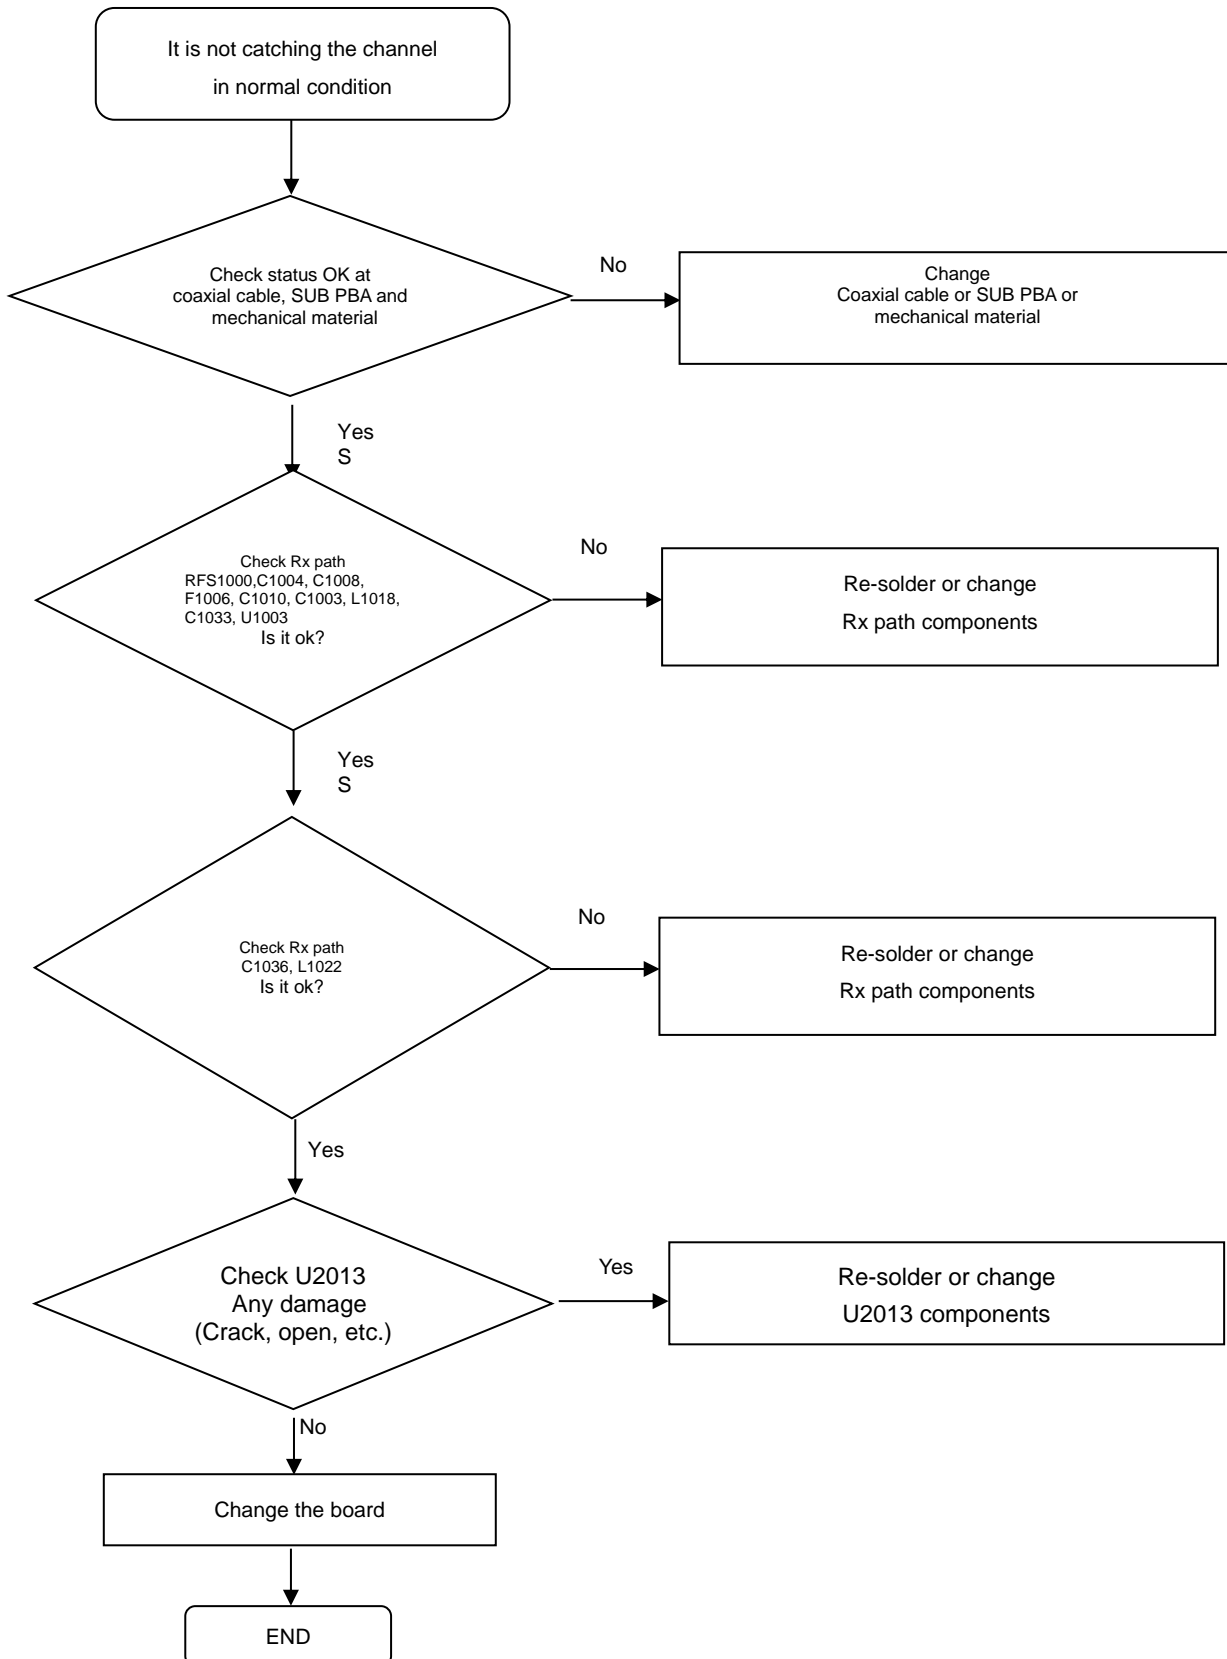 It is not catching the channel
in normal condition
Check status OK at
coaxial cable, SUB PBA and
mechanical material
No
Change
Coaxial cable or SUB PBA or
mechanical material
Yes
S
Check Rx path
RFS1000,C1004, C1008,
F1006, C1010, C1003, L1018,
C1033, U1003
Is it ok?
No
Re-solder or change
Rx path components
Yes
S
Check Rx path
C1036, L1022
Is it ok?
No
Re-solder or change
Rx path components
Yes
Check U2013
Any damage
(Crack, open, etc.)
Yes
Re-solder or change
U2013 components
No
Change the board
END